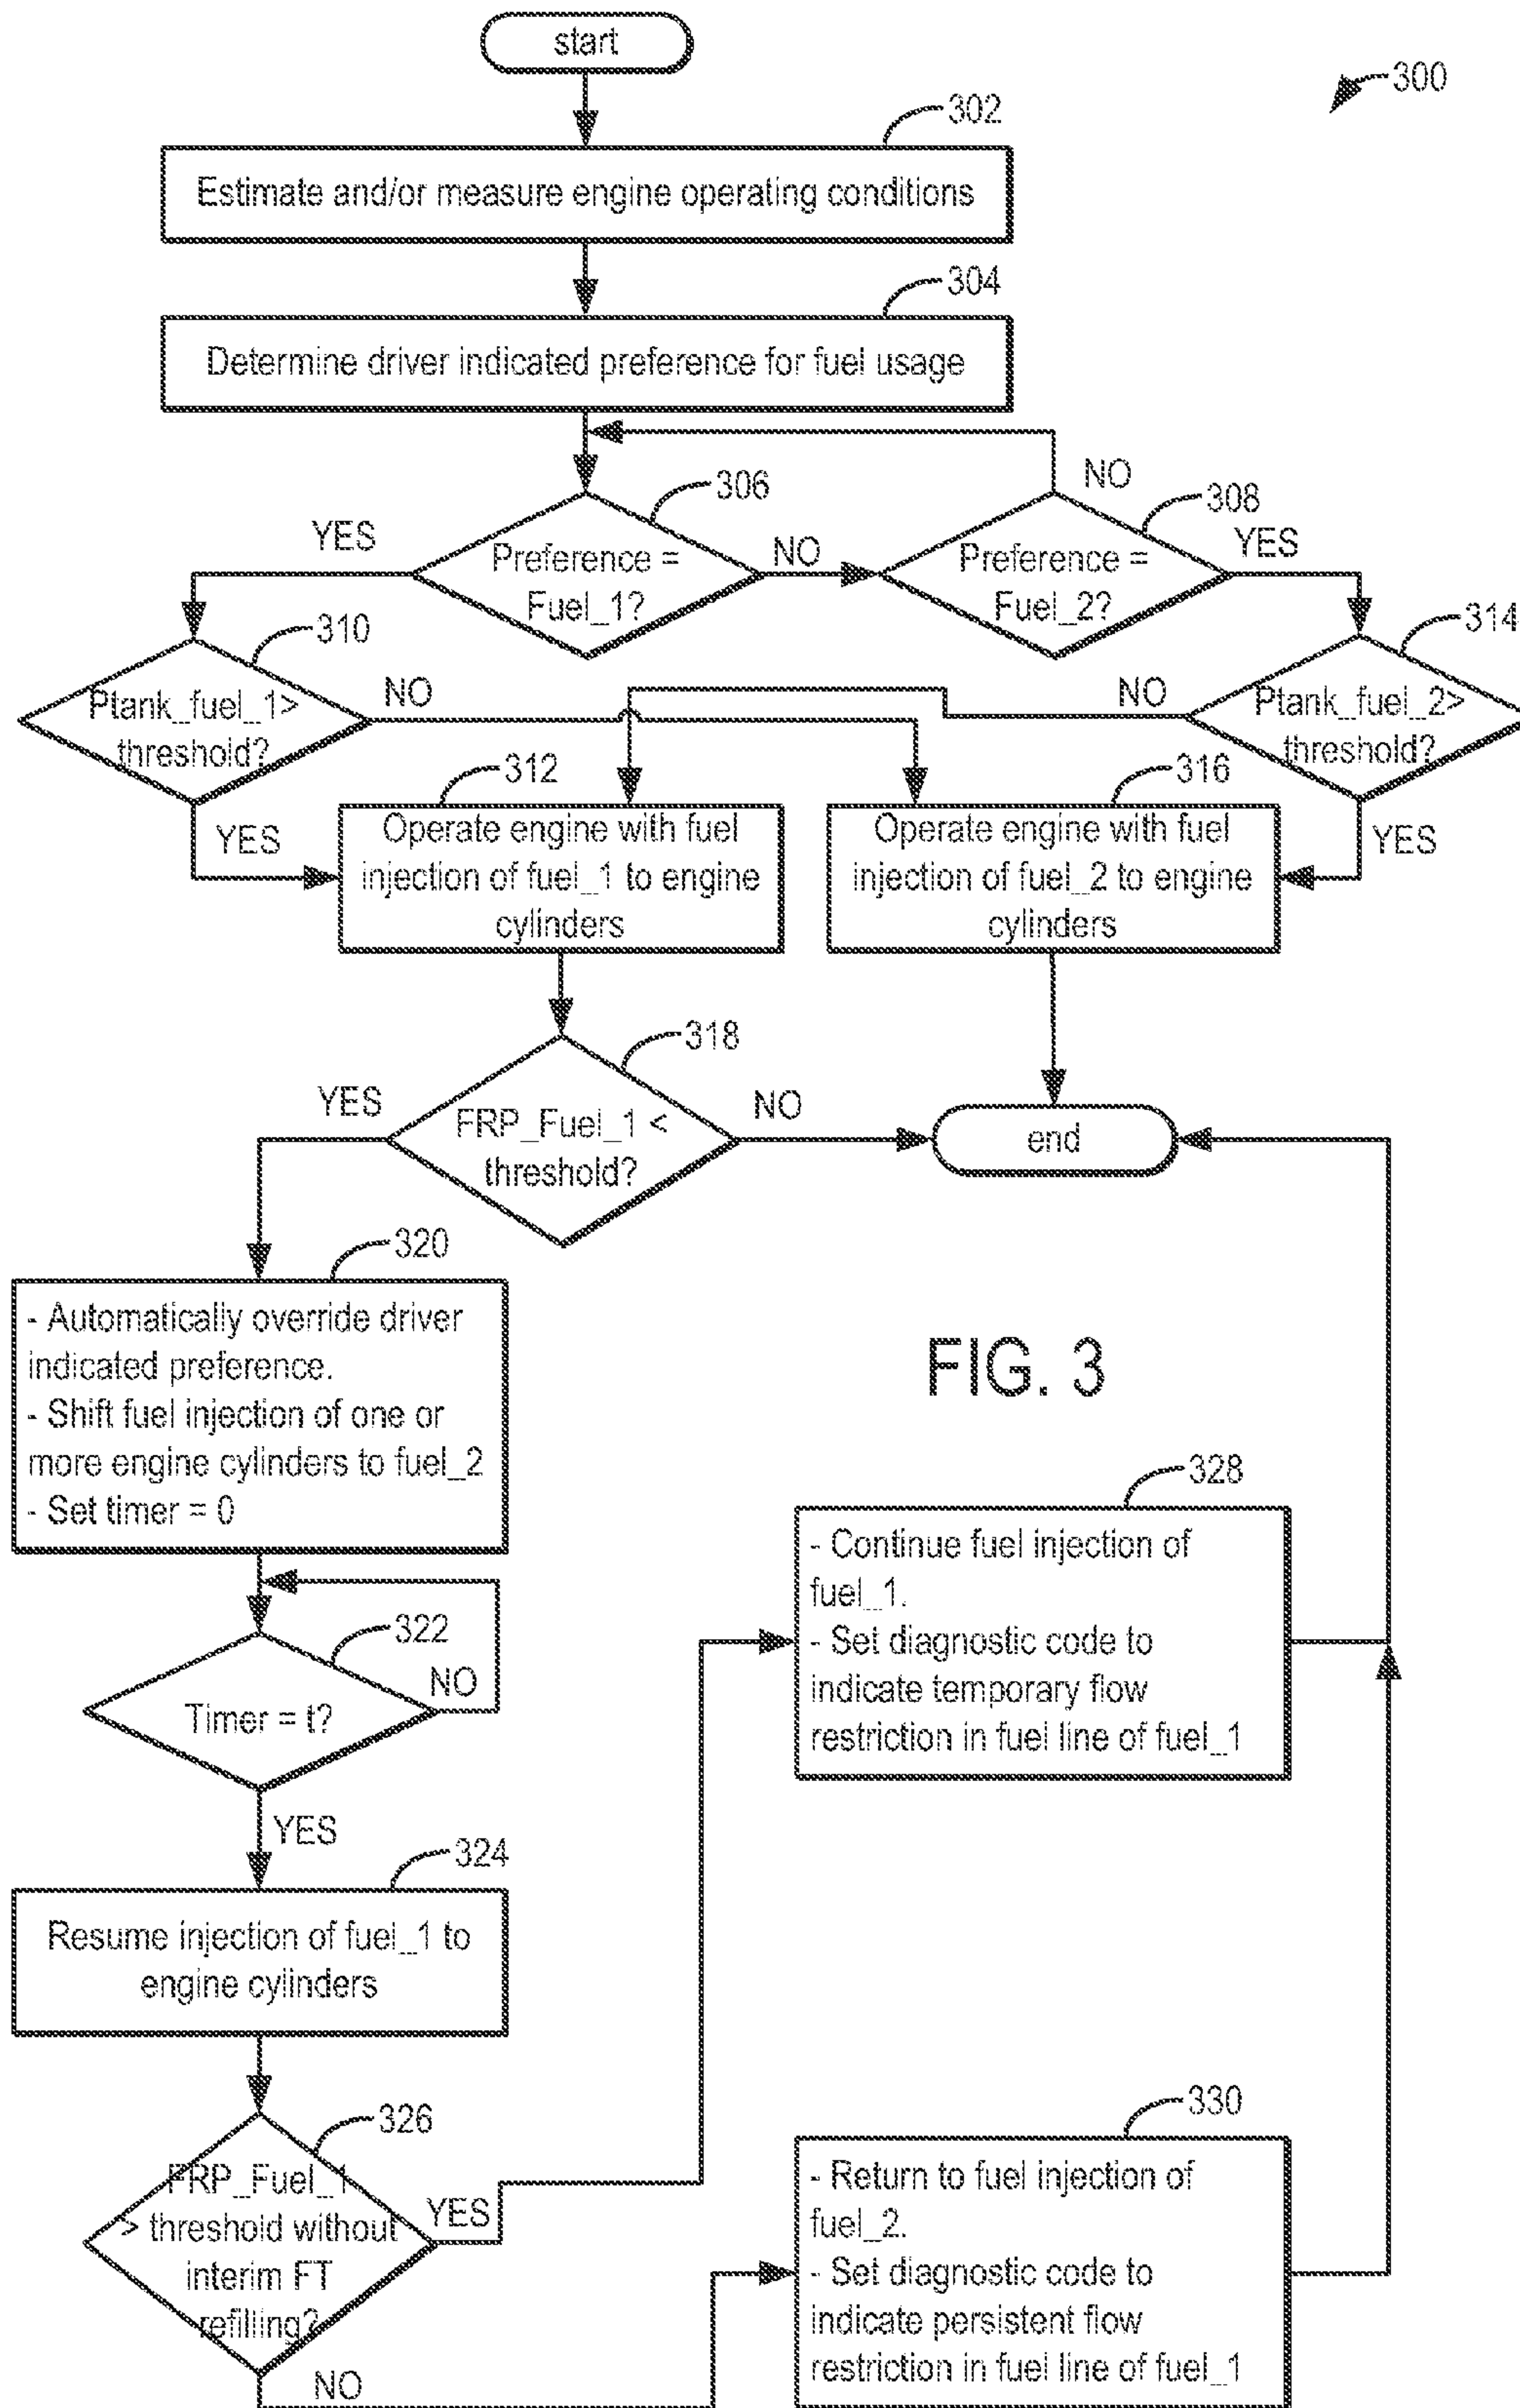 start
300
302
Estimate and/or measure engine operating conditions
304
Determine driver indicated preference for fuel usage
306
Preference =
Fuel_1?
YES
NO
308
Preference =
Fuel_2?
NO
YES
310
Ptank_fuel_1>
threshold?
NO
YES
314
Ptank_fuel_2>
threshold?
NO
YES
312
Operate engine with fuel
injection of fuel_1 to engine
cylinders
316
Operate engine with fuel
injection of fuel_2 to engine
cylinders
318
FRP_Fuel_1 <
threshold?
YES
NO
end
320
- Automatically override driver
indicated preference.
- Shift fuel injection of one or
more engine cylinders to fuel_2
- Set timer = 0
FIG. 3
322
Timer = t?
NO
YES
324
Resume injection of fuel_1 to
engine cylinders
326
FRP_Fuel_1
> threshold without
interim FT
refilling?
YES
NO
328
- Continue fuel injection of
fuel_1.
- Set diagnostic code to
indicate temporary flow
restriction in fuel line of fuel_1
330
- Return to fuel injection of
fuel_2.
- Set diagnostic code to
indicate persistent flow
restriction in fuel line of fuel_1